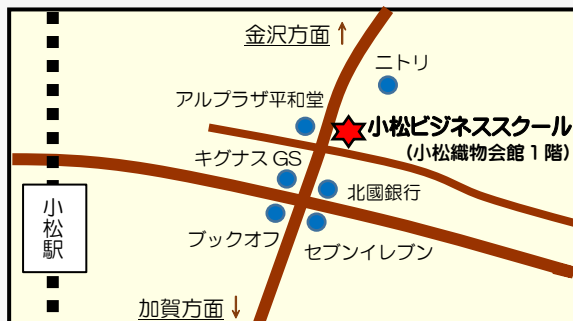 金沢方面↑
ニトリ
アルプラザ平和堂
小松ビジネススクール
(小松織物会館1階)
キグナスGS
北國銀行
小松駅
ブックオフ
セブンイレブン
加賀方面↓